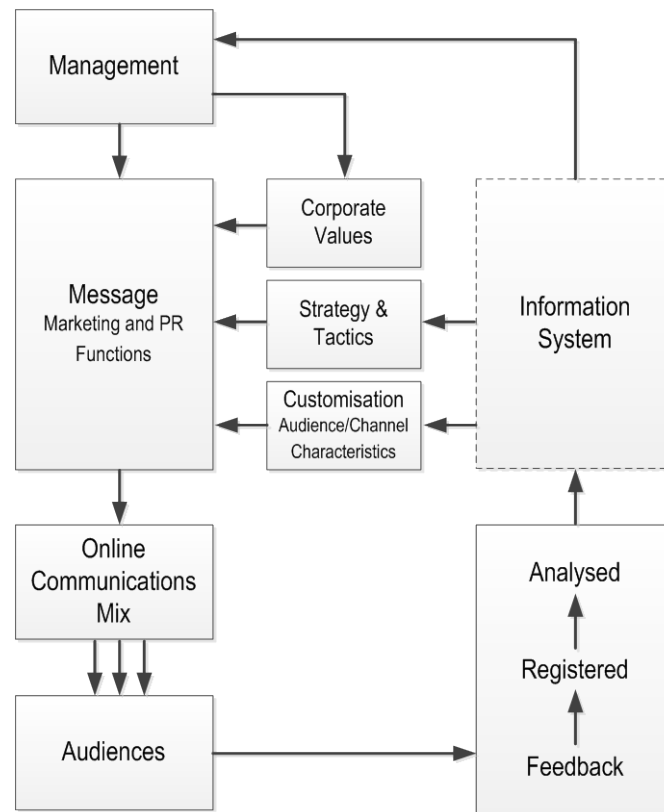 Management
Corporate
Values
Message
Marketing and PR
Functions
Strategy &
Tactics
Information
System
Customisation
Audience/Channel
Characteristics
Online
Communications
Mix
Analysed
Registered
Feedback
Audiences